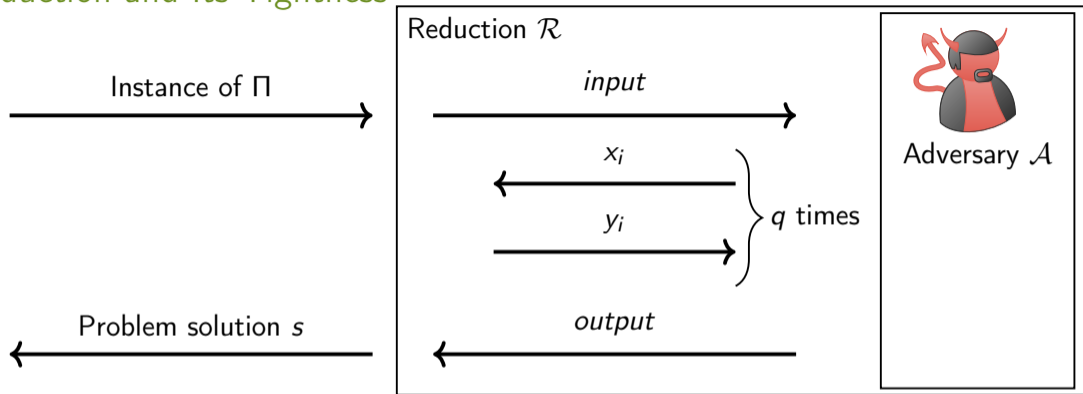 Reduction R
Instance of Π
input
x_i
Adversary A
q times
y_i
Problem solution s
output